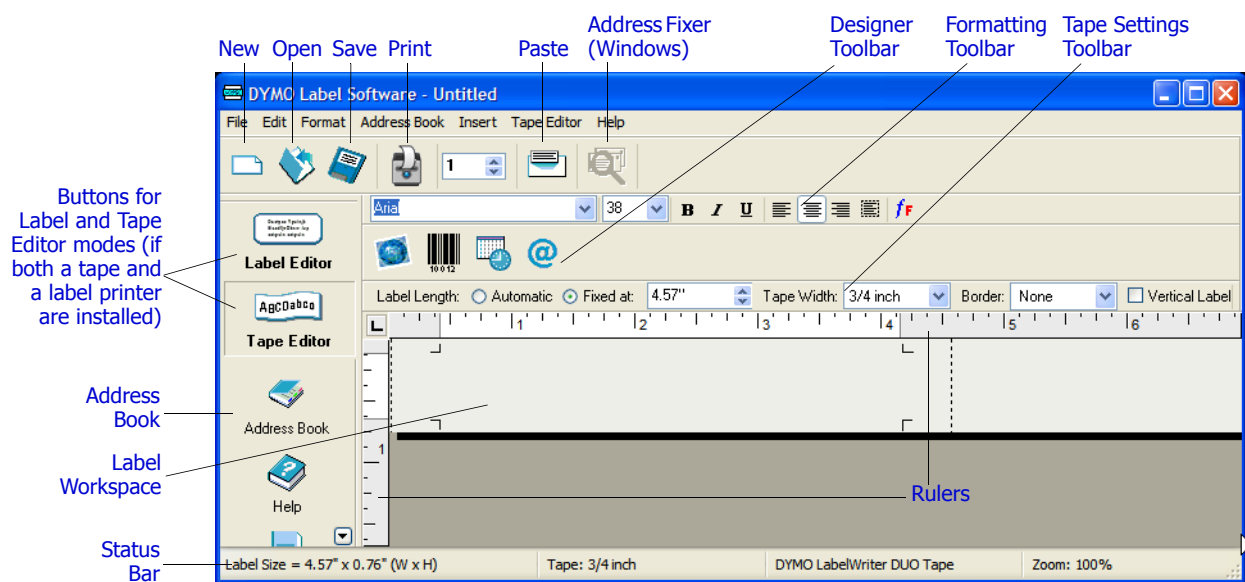 New Open Save Print Paste
Address Fixer
(Windows)
Designer
Toolbar
Formatting
Toolbar
Tape Settings
Toolbar
DYMO Label Software - Untitled
File Edit Format Address Book Insert Tape Editor Help
1
Buttons for
Label and Tape
Editor modes (if
both a tape and
a label printer
are installed)
Label Editor
ABCDabcD
Tape Editor
Arial 38 B I U fF
10012
@
Label Length: Automatic Fixed at: 4.57" Tape Width: 3/4 inch Border: None Vertical Label
L 1 2 3 4 5 6
1
Address
Book
Address Book
Label
Workspace
Help
Rulers
Status
Bar
Label Size = 4.57" x 0.76" (W x H) Tape: 3/4 inch DYMO LabelWriter DUO Tape Zoom: 100%